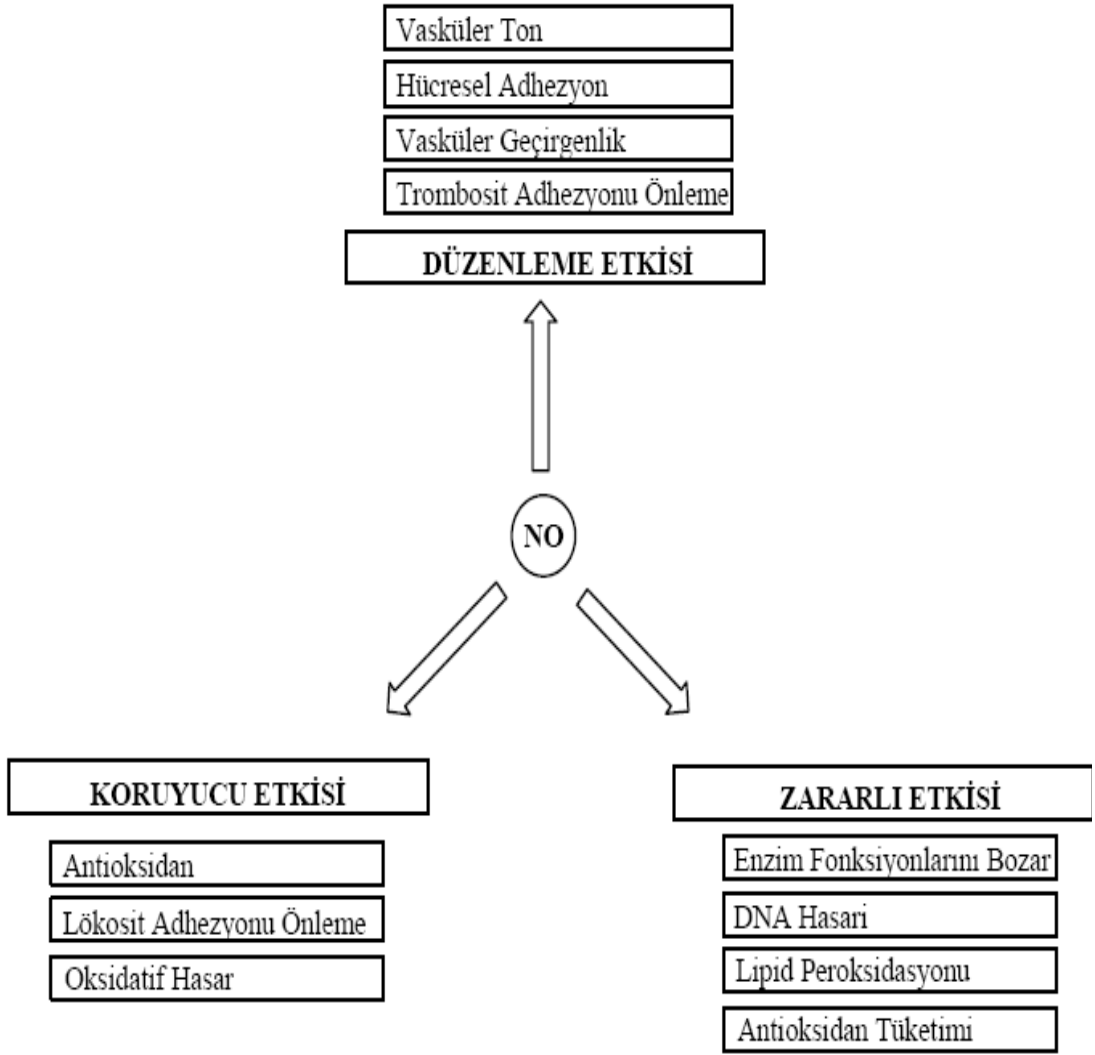 Vasküler Ton
Hücresel Adhezyon
Vasküler Geçirgenlik
Trombosit Adhezyonu Önleme
DÜZENLEME ETKİSİ
NO
KORUYUCU ETKİSİ
Antioksidan
Lökosit Adhezyonu Önleme
Oksidatif Hasar
ZARARLI ETKİSİ
Enzim Fonksiyonlarını Bozar
DNA Hasari
Lipid Peroksidasyonu
Antioksidan Tüketimi